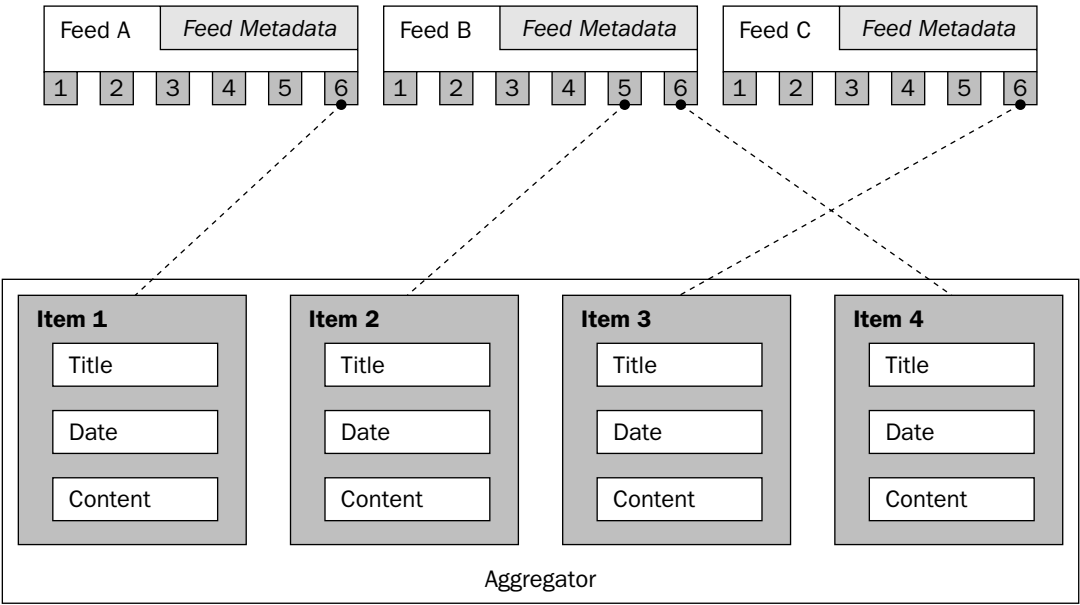 Feed A Feed Metadata Feed B Feed Metadata Feed C Feed Metadata
1 2 3 4 5 6 1 2 3 4 5 6 1 2 3 4 5 6
Item 1 Item 2 Item 3 Item 4
Title Title Title Title
Date Date Date Date
Content Content Content Content
Aggregator